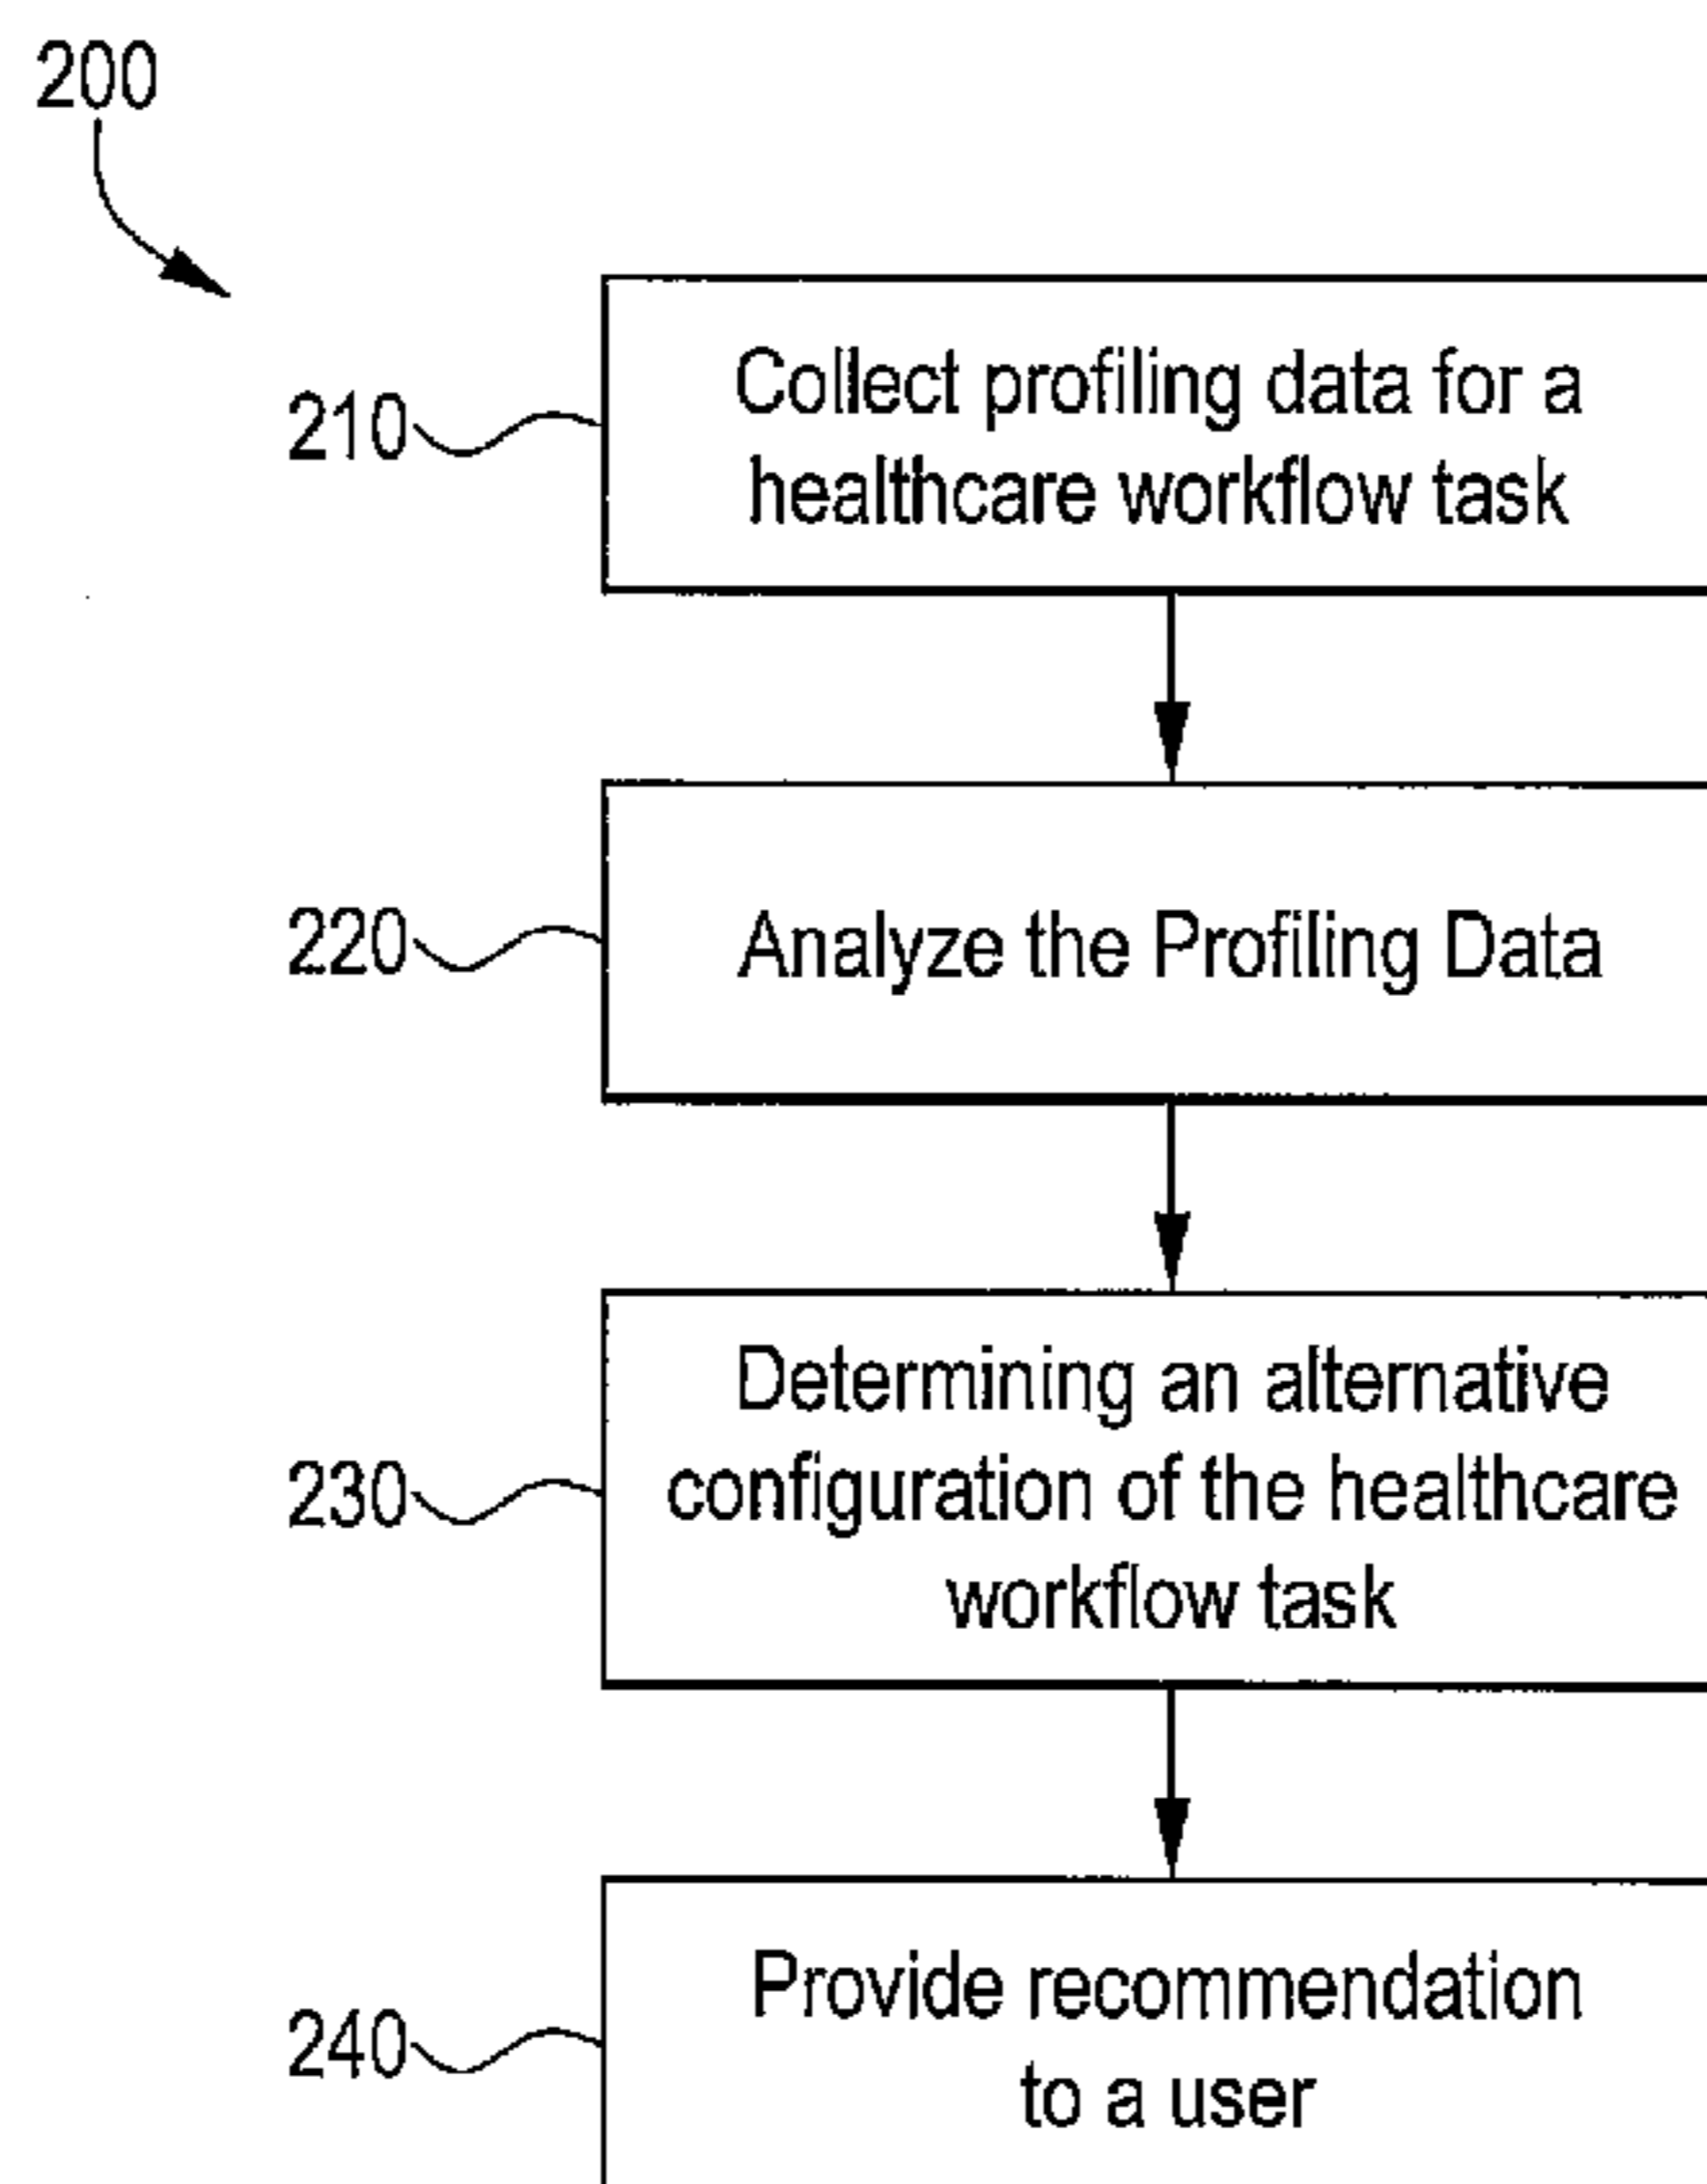 200
210
Collect profiling data for a
healthcare workflow task
220
Analyze the Profiling Data
230
Determining an alternative
configuration of the healthcare
workflow task
240
Provide recommendation
to a user